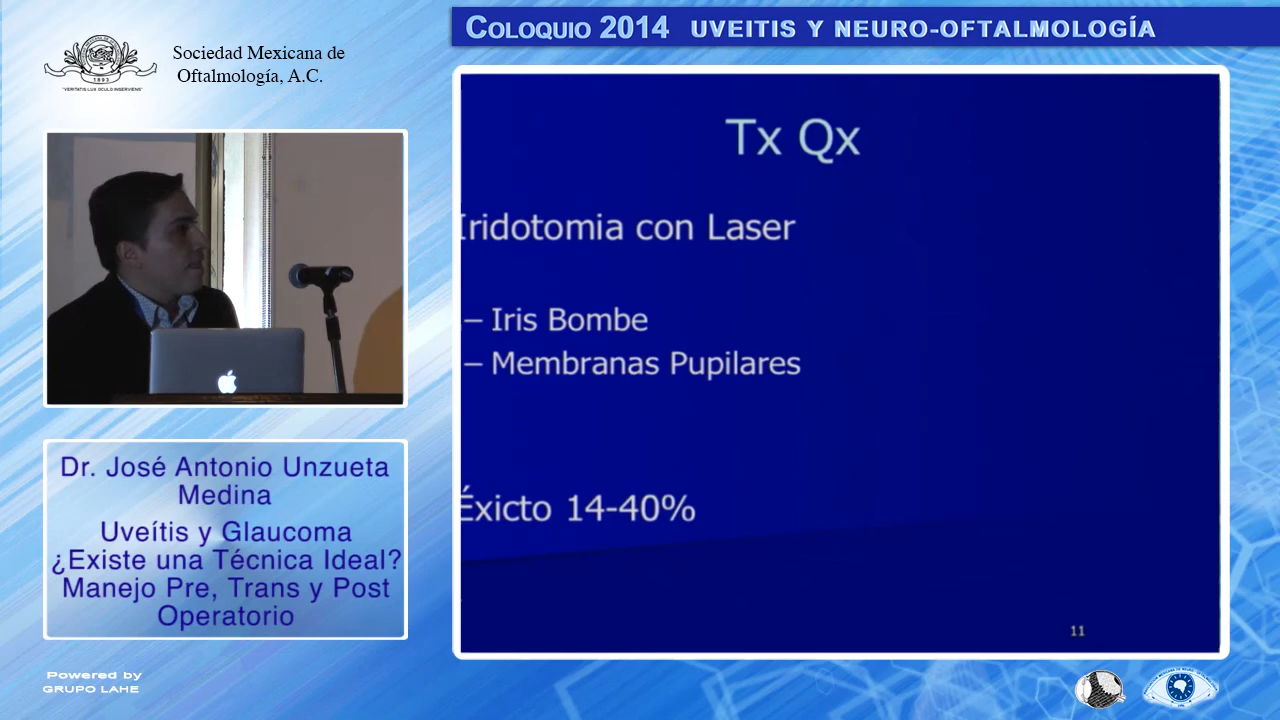 Sociedad Mexicana de
Oftalmología, A.C.
1893
"VERITATIS LUX OCULO INSERVIENS"
COLOQUIO 2014 UVEITIS Y NEURO-OFTALMOLOGÍA
Tx Qx
Iridotomia con Laser
– Iris Bombe
– Membranas Pupilares
Éxicto 14-40%
11
Dr. José Antonio Unzueta
Medina
Uveítis y Glaucoma
¿Existe una Técnica Ideal?
Manejo Pre, Trans y Post
Operatorio
Powered by
GRUPO LAHE